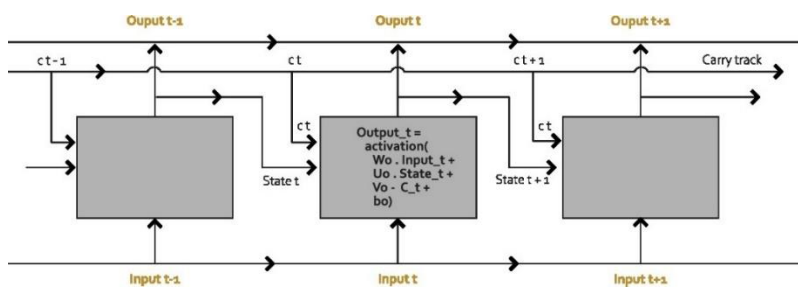 Ouput t-1 Ouput t Ouput t+1
ct-1 ct ct+1 Carry track
ct ct
Output_t =
activation(
Wo . Input_t +
Uo . State_t +
Vo - C_t +
bo)
State t State t+1
Input t-1 Input t Input t+1